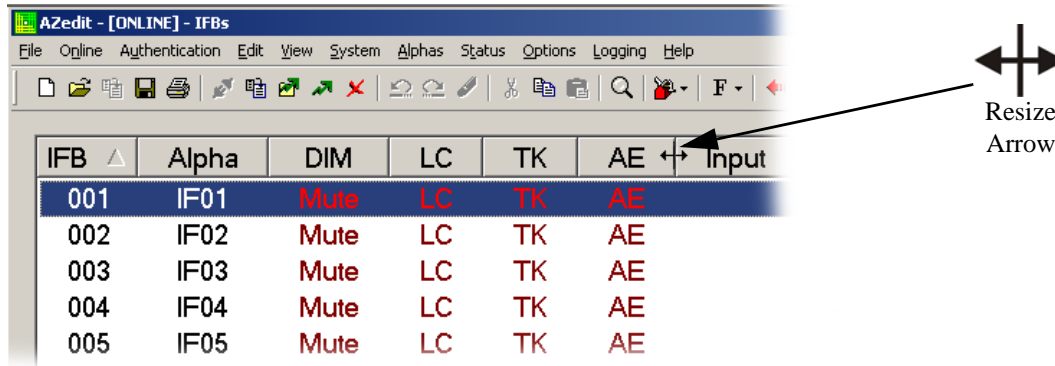 AZedit - [ONLINE] - IFBs
File Online Authentication Edit View System Alphas Status Options Logging Help
F
Resize
Arrow
IFB Alpha DIM LC TK AE Input
001 IF01 Mute LC TK AE
002 IF02 Mute LC TK AE
003 IF03 Mute LC TK AE
004 IF04 Mute LC TK AE
005 IF05 Mute LC TK AE